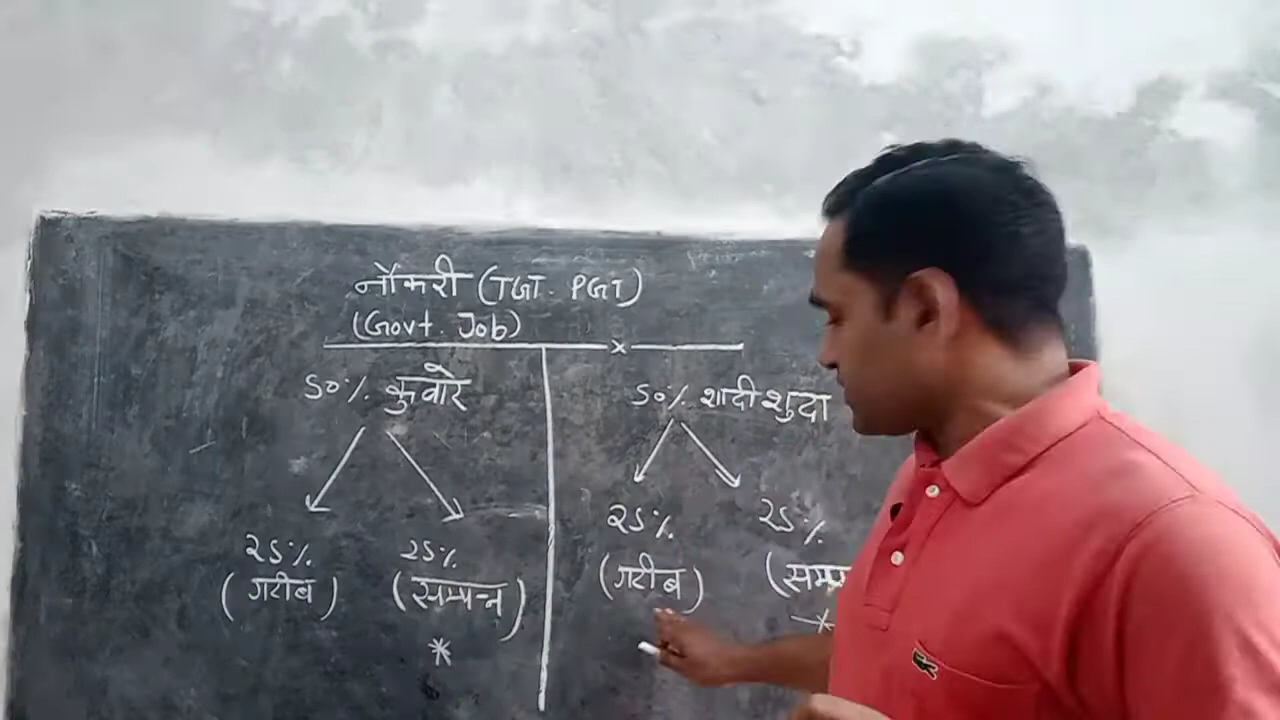 नौकरी (TGT. PGT)
(Govt. Job)
x
50% कुवारे
50% शादी शुदा
25%
(गरीब)
25%
(सम्पन्न)
*
25%
(गरीब)
25%
*